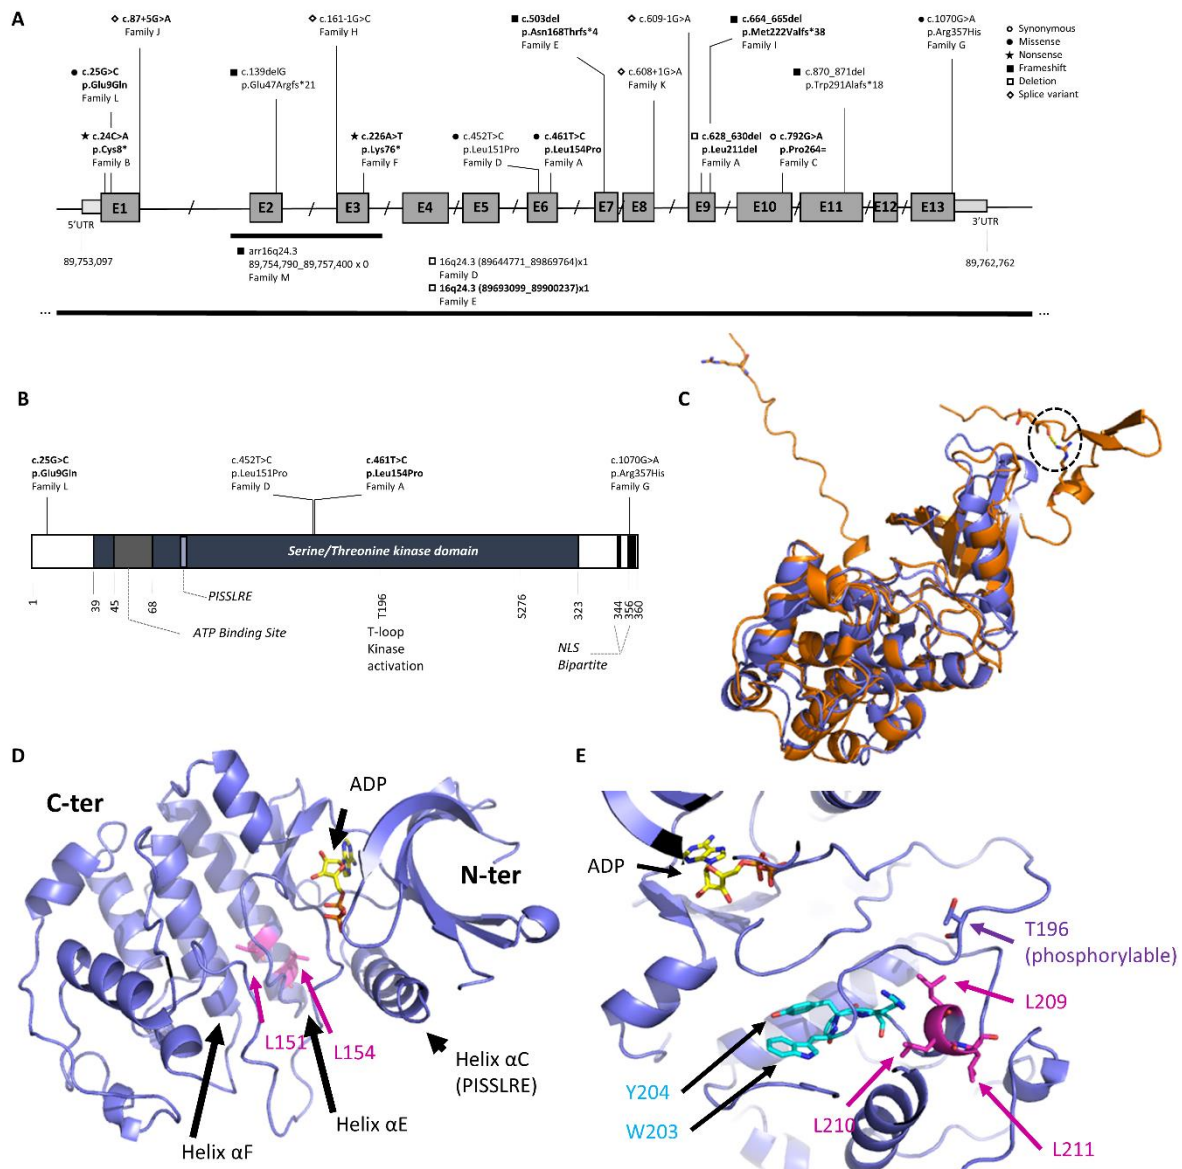 A
c.87+5G>A
Family J
c.161-1G>C
Family H
c.503del
p.Asn168Thrfs*4
Family E
c.609-1G>A
c.664_665del
p.Met222Valfs*38
Family I
c.1070G>A
p.Arg357His
Family G
Synonymous
Missense
Nonsense
Frameshift
Deletion
Splice variant
c.25G>C
p.Glu9Gln
Family L
c.139delG
p.Glu47Argfs*21
c.608+1G>A
Family K
c.870_871del
p.Trp291Alafs*18
c.24C>A
p.Cys8*
Family B
c.226A>T
p.Lys76*
Family F
c.452T>C
p.Leu151Pro
Family D
c.461T>C
p.Leu154Pro
Family A
c.628_630del
p.Leu211del
Family A
c.792G>A
p.Pro264=
Family C
E1 / E2 / E3 / E4 / E5 / E6 / E7 / E8 / E9 / E10 / E11 / E12 / E13
5'UTR
3'UTR
89,753,097
arr16q24.3
89,754,790_89,757,400 x 0
Family M
16q24.3 (89644771_89869764)x1
Family D
16q24.3 (89693099_89900237)x1
Family E
89,762,762
... ...
B
c.25G>C
p.Glu9Gln
Family L
c.452T>C
p.Leu151Pro
Family D
c.461T>C
p.Leu154Pro
Family A
c.1070G>A
p.Arg357His
Family G
Serine/Threonine kinase domain
1
39
45
68
PISSLRE
ATP Binding Site
T196
T-loop
Kinase
activation
S276
323
344
356
360
NLS
Bipartite
C
D
C-ter
ADP
N-ter
L151
L154
Helix αC
(PISSLRE)
Helix αE
Helix αF
E
ADP
T196
(phosphorylable)
L209
Y204
W203
L210
L211